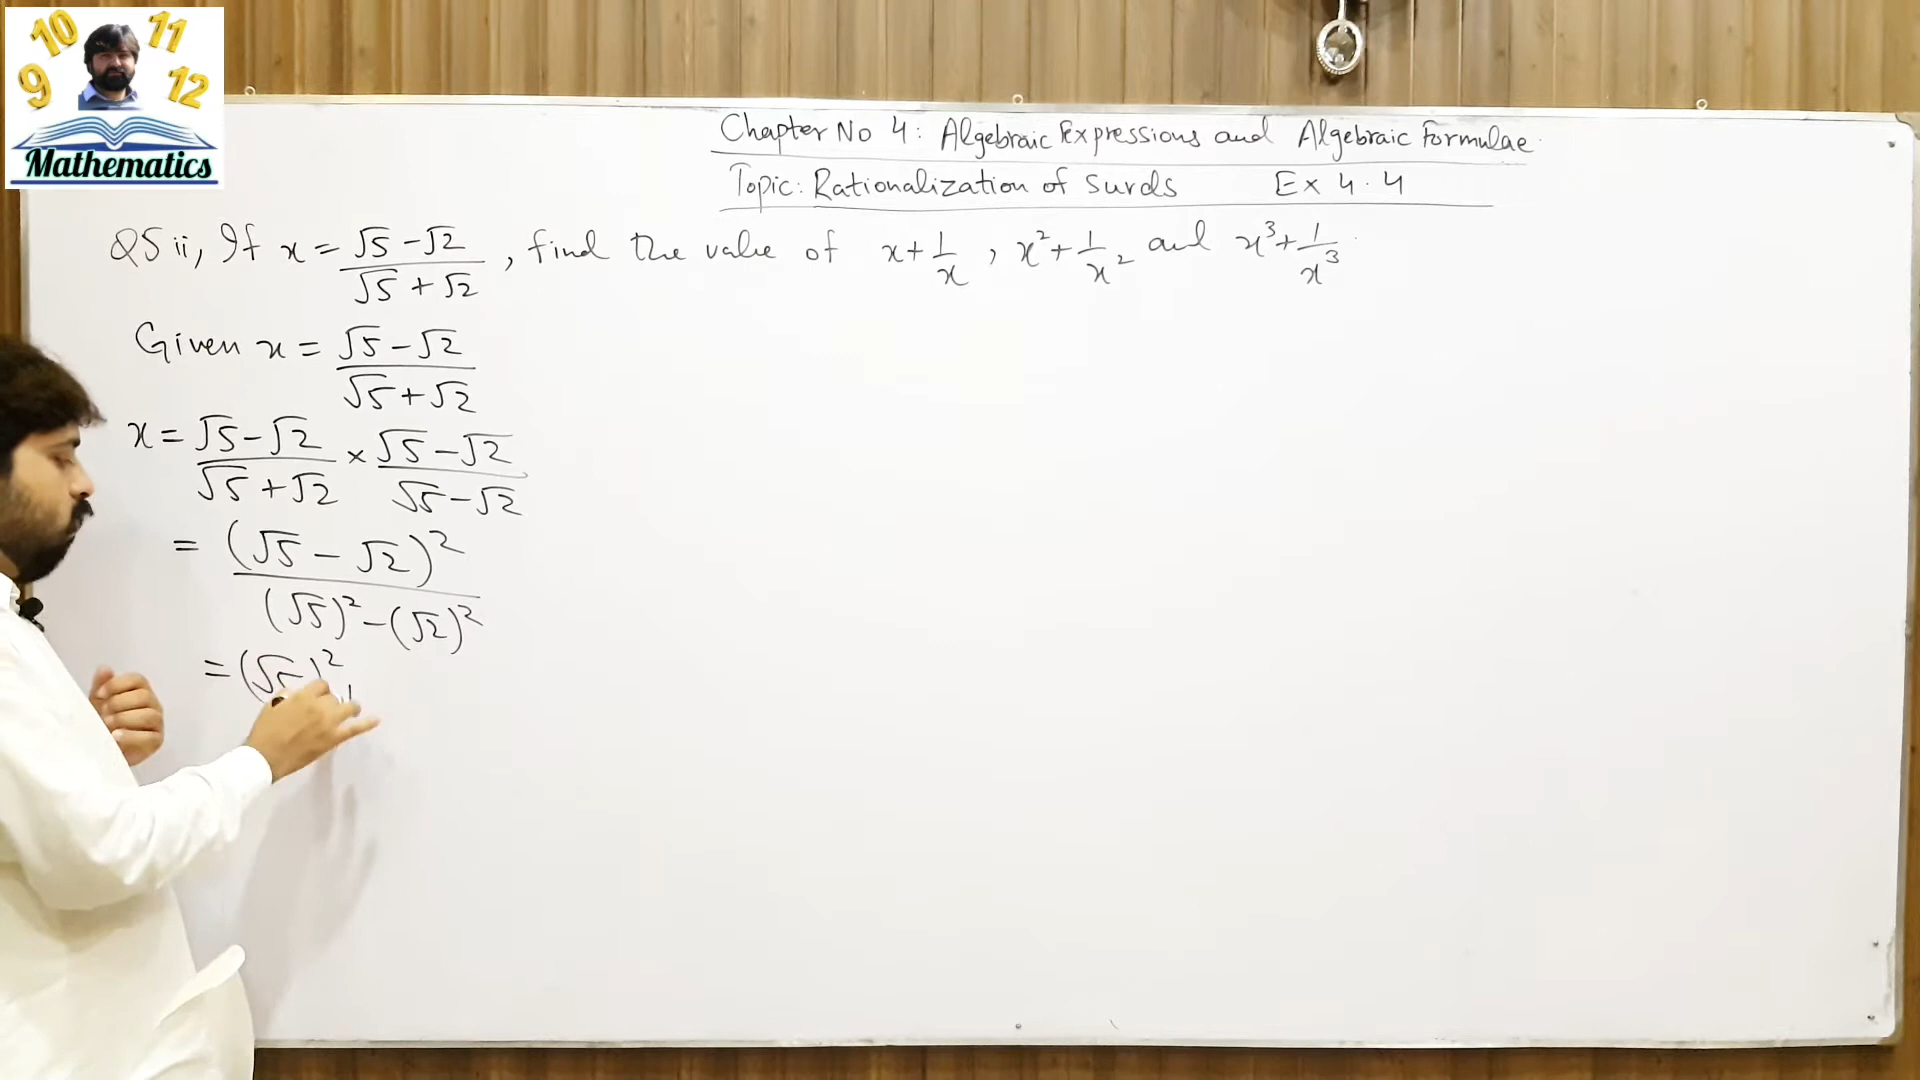 10 11
9 12
Mathematics
Chapter No 4: Algebraic Expressions and Algebraic Formulae
Topic: Rationalization of Surds Ex 4.4
Q5 ii, If x = (√5 - √2)/(√5 + √2), find the value of x + 1/x, x² + 1/x² and x³ + 1/x³.
Given x = (√5 - √2)/(√5 + √2)
x = (√5 - √2)/(√5 + √2) × (√5 - √2)/(√5 - √2)
= (√5 - √2)²/((√5)² - (√2)²)
= (√5)²